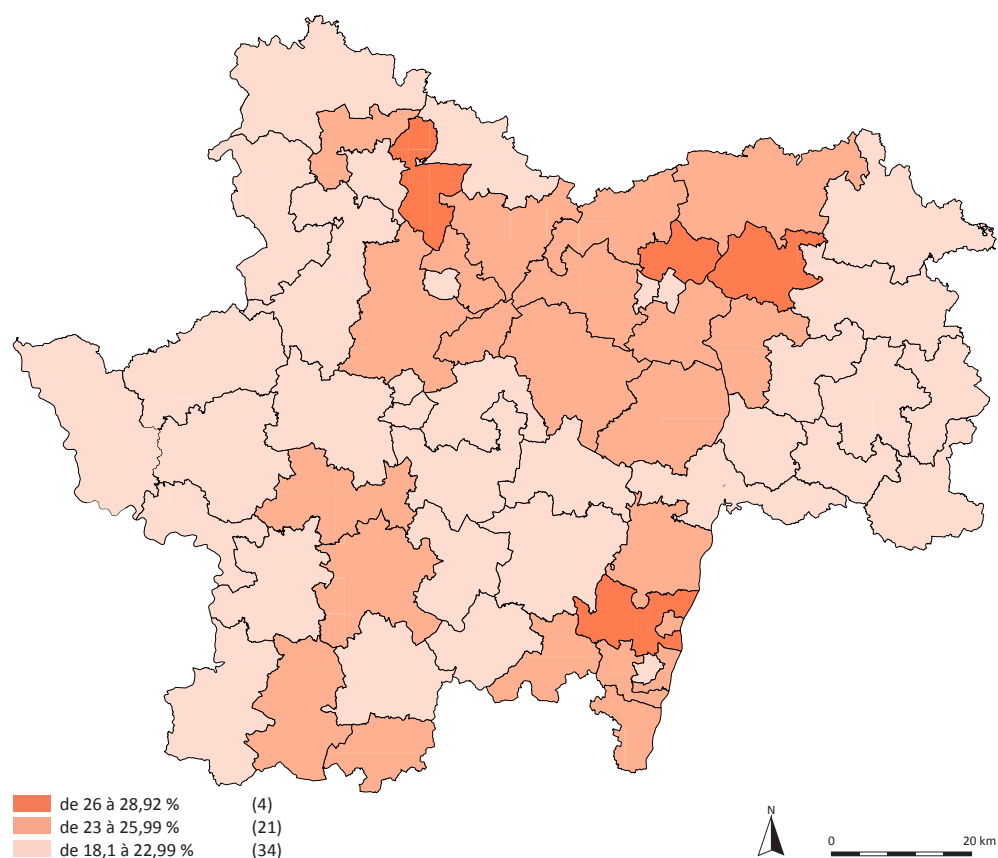 de 26 à 28,92 % (4)
de 23 à 25,99 % (21)
de 18,1 à 22,99 % (34)
N
0 20 km